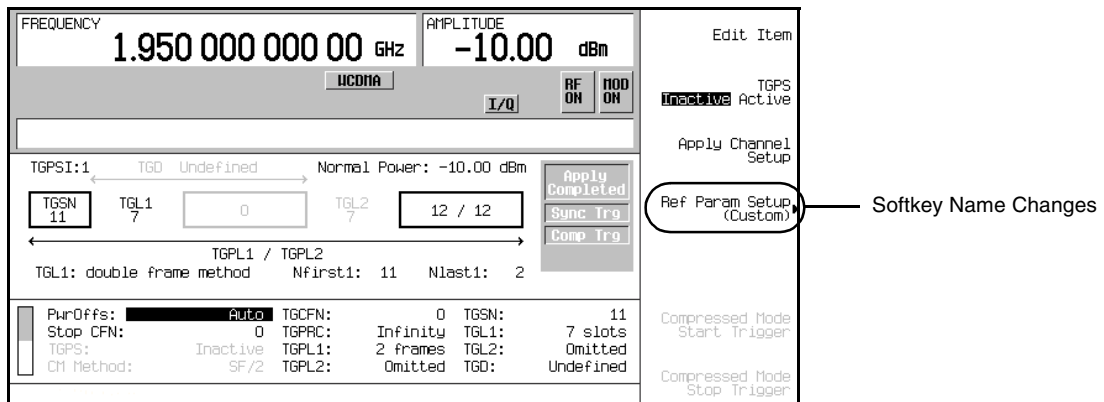 FREQUENCY
1.950 000 000 00 GHz
AMPLITUDE
-10.00 dBm
WCDMA
I/Q
RF ON
MOD ON
TGPSI:1
TGD Undefined
Normal Power: -10.00 dBm
TGSN
11
TGL1
7
0
TGL2
7
12 / 12
Apply
Completed
Sync Trg
Comp Trg
TGPL1 / TGPL2
TGL1: double frame method Nfirst1: 11 Nlast1: 2
PwrOffs: Auto TGCFN: 0 TGSN: 11
Stop CFN: 0 TGPRC: Infinity TGL1: 7 slots
TGPS: Inactive TGPL1: 2 frames TGL2: Omitted
CM Method: SF/2 TGPL2: Omitted TGD: Undefined
Edit Item
TGPS
Inactive Active
Apply Channel
Setup
Ref Param Setup
(Custom)
Compressed Mode
Start Trigger
Compressed Mode
Stop Trigger
Softkey Name Changes